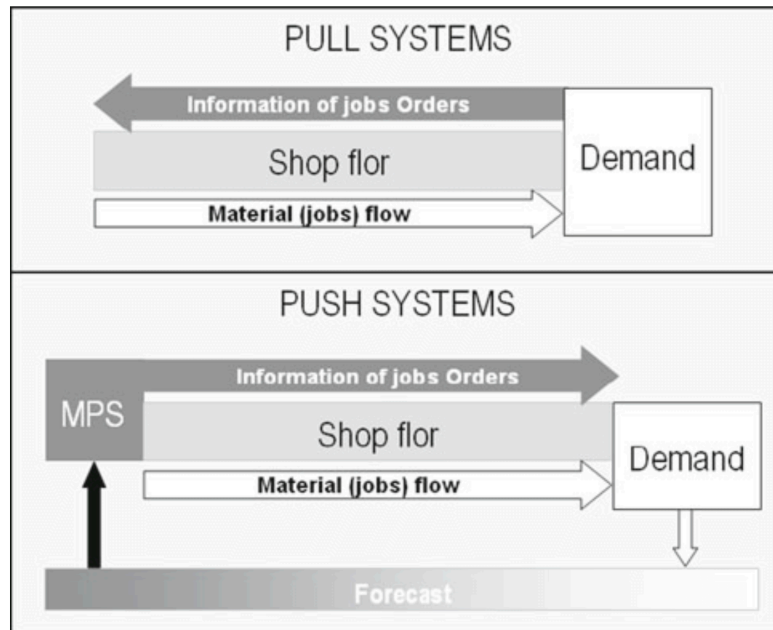 PULL SYSTEMS
Information of jobs Orders
Shop flor
Demand
Material (jobs) flow
PUSH SYSTEMS
Information of jobs Orders
MPS
Shop flor
Demand
Material (jobs) flow
Forecast